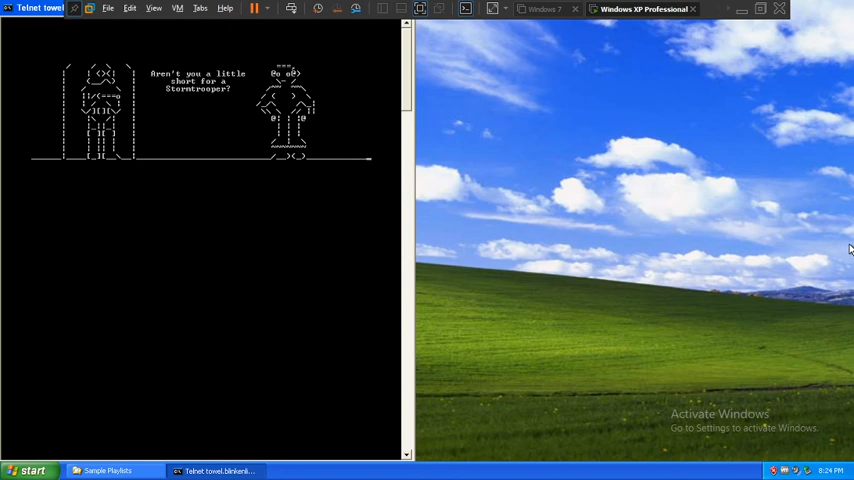 Telnet towel
File Edit View VM Tabs Help
Windows 7
Windows XP Professional
Aren't you a little
short for a
Stormtrooper?
Activate Windows
Go to Settings to activate Windows.
start
Sample Playlists
Telnet towel.blinkenli...
8:24 PM